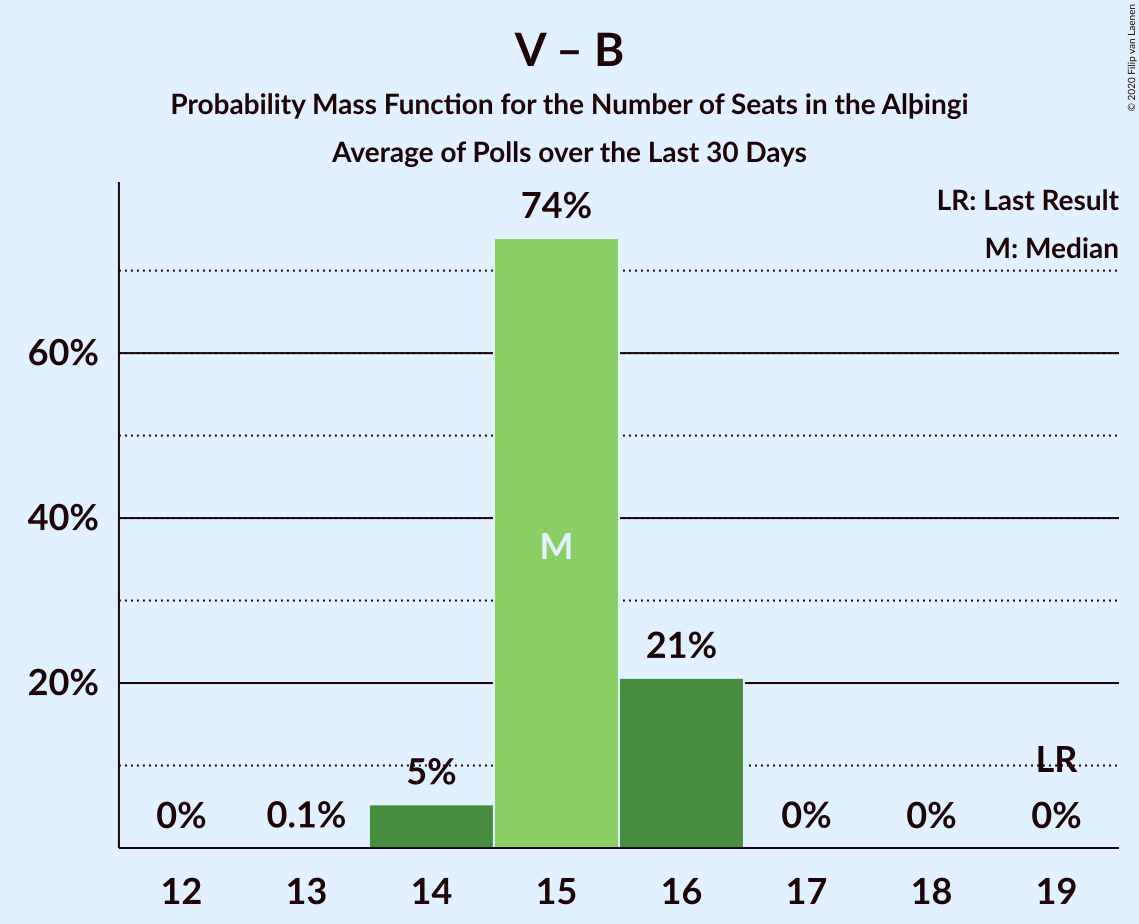 V – B
Probability Mass Function for the Number of Seats in the Alþingi
Average of Polls over the Last 30 Days
© 2020 Filip van Laenen
LR: Last Result
M: Median
74%
60%
40%
M
21%
20%
LR
5%
0%
0.1%
0%
0%
0%
12
13
14
15
16
17
18
19